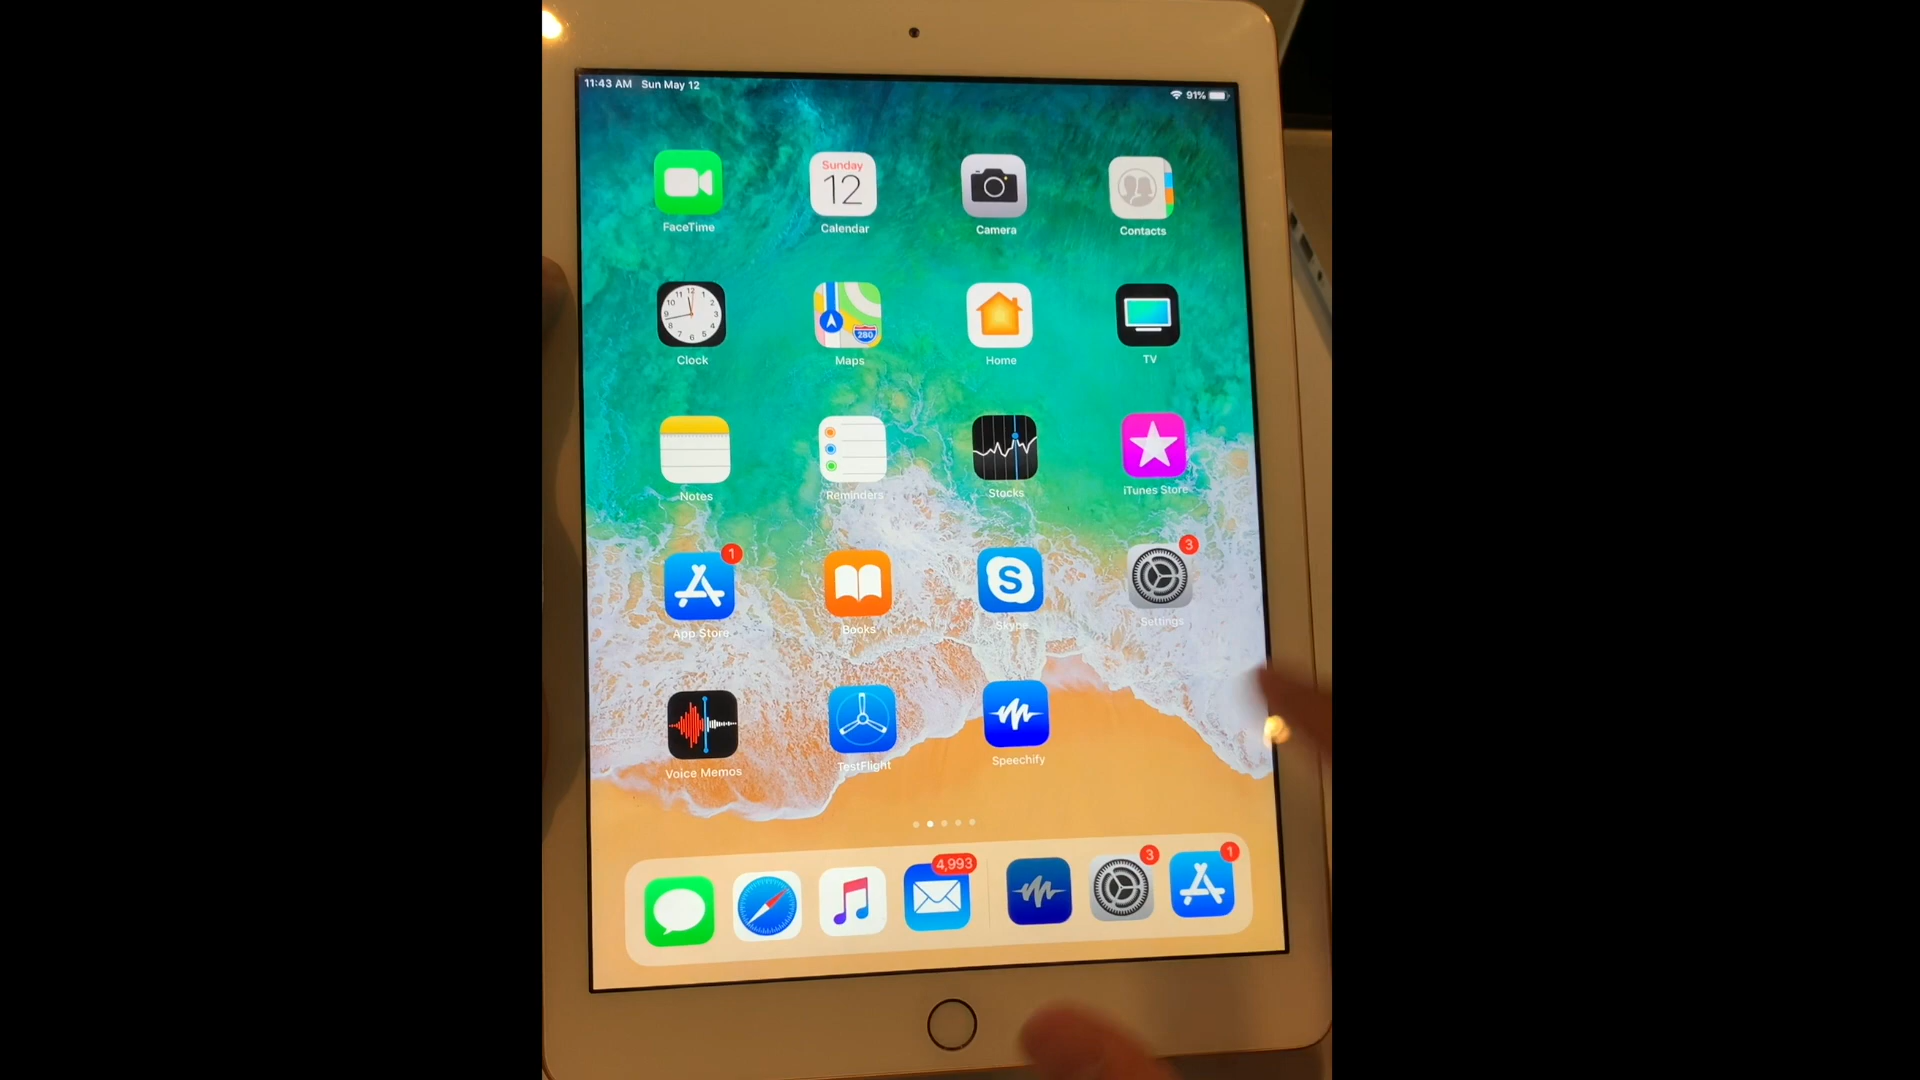 11:43 AM Sun May 12
91%
Sunday
12
FaceTime
Calendar
Camera
Contacts
280
Clock
Maps
Home
TV
Notes
Reminders
Stocks
iTunes Store
1
3
S
App Store
Books
Skype
Settings
Voice Memos
TestFlight
Speechify
4,993
3
1